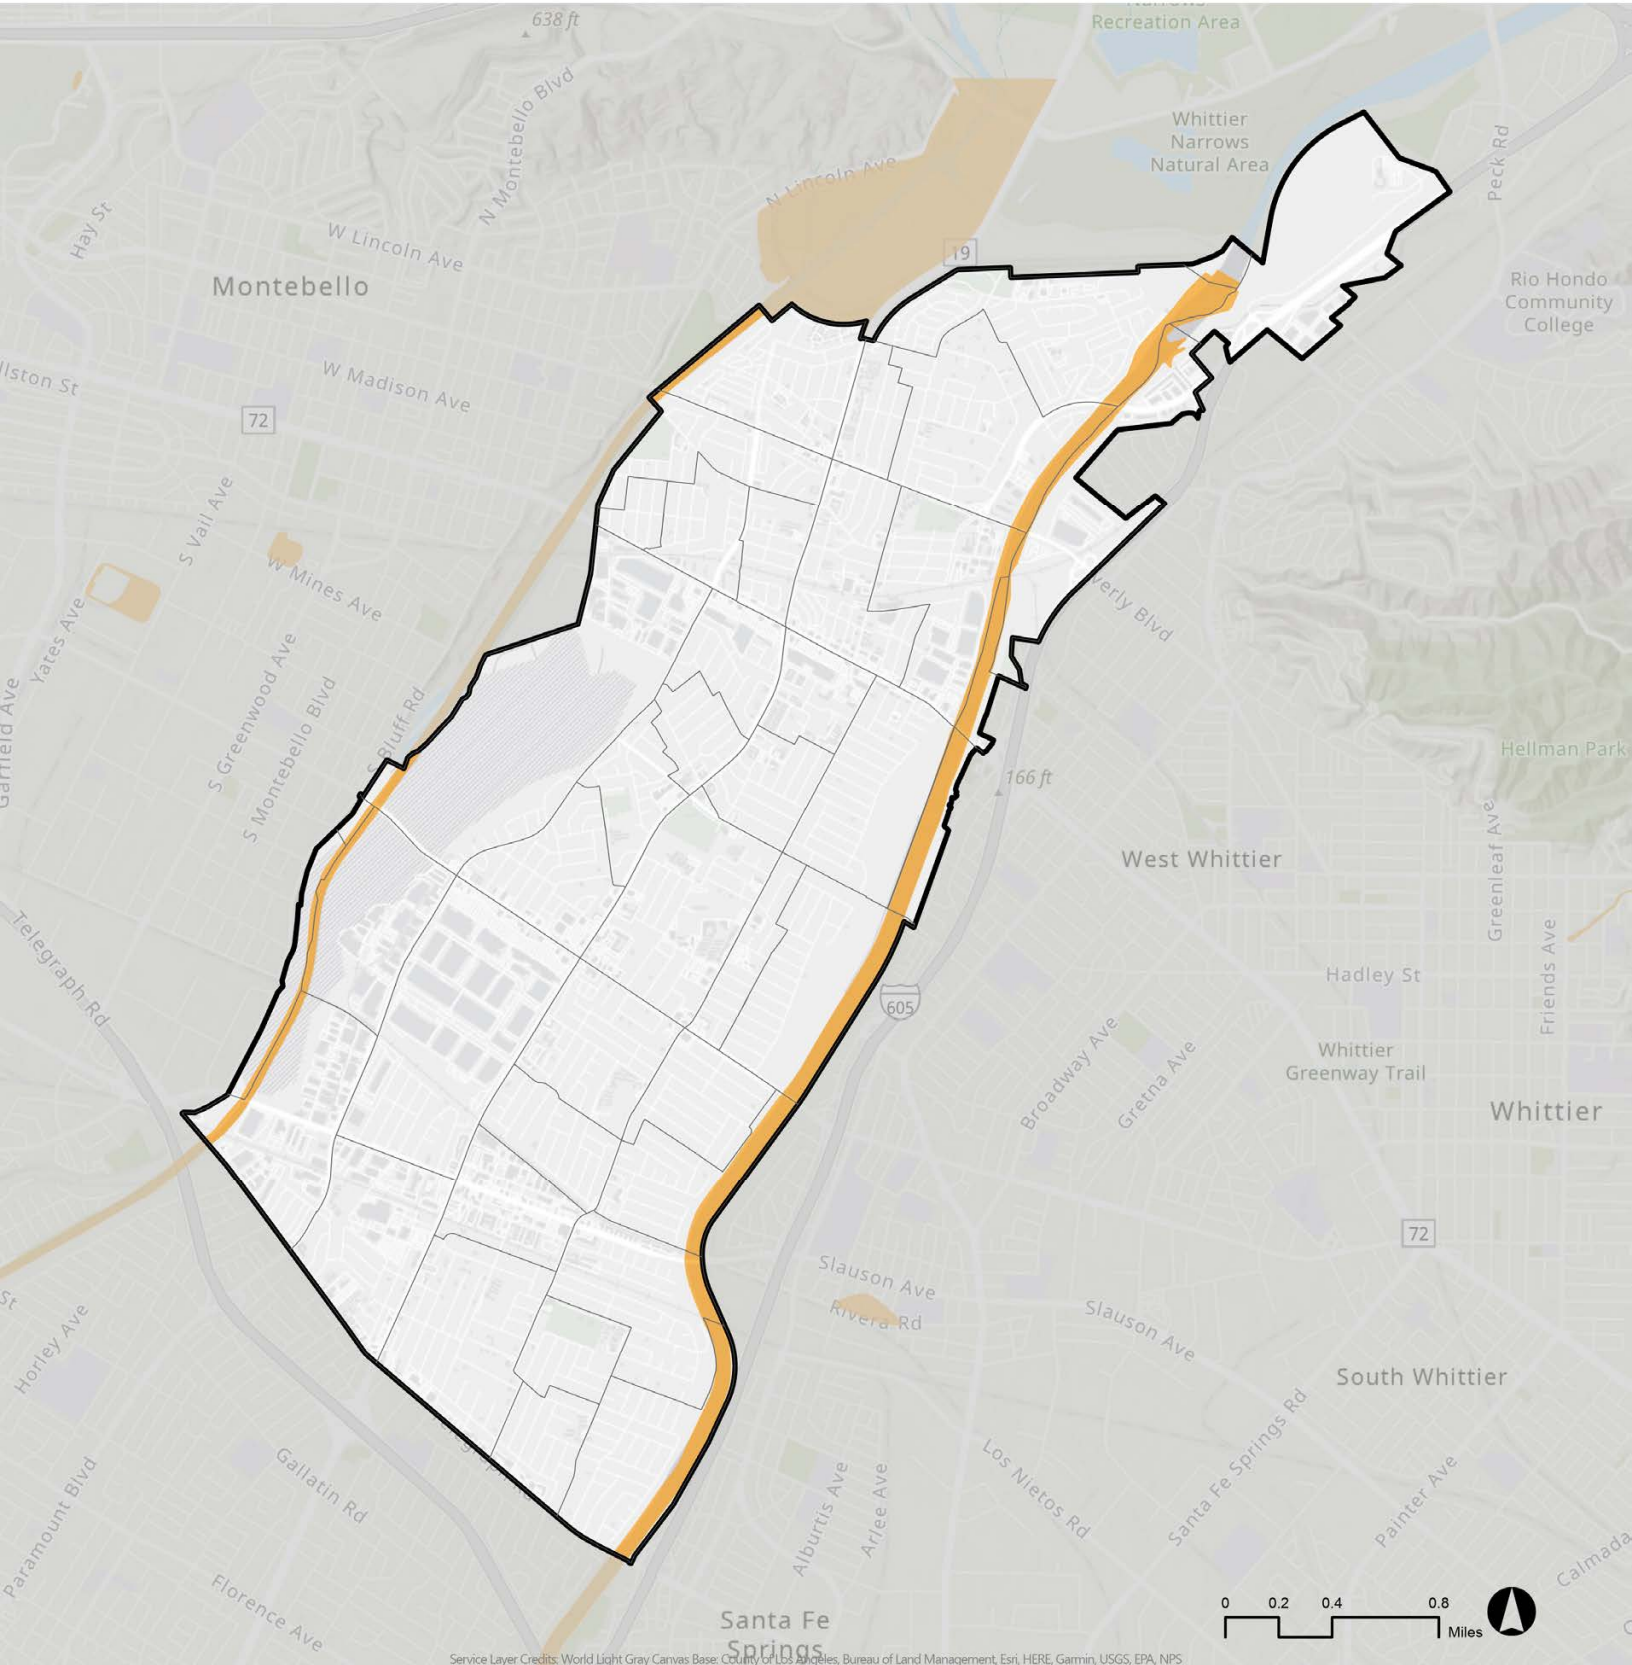 638 ft
Narrows
Recreation Area
N Montebello Blvd
Whittier
Narrows
Natural Area
Peck Rd
N Lincoln Ave
Hay St
W Lincoln Ave
19
Montebello
Rio Hondo
Community
College
W Madison Ave
72
S Vail Ave
W Mines Ave
Yates Ave
verly Blvd
S Greenwood Ave
S Montebello Blvd
S Bluff Rd
Garfield Ave
Hellman Park
166 ft
West Whittier
Greenleaf Ave
Telegraph Rd
Hadley St
Friends Ave
605
Broadway Ave
Gretna Ave
Whittier
Greenway Trail
Whittier
72
Slauson Ave
Rivera Rd
Slauson Ave
St
Horley Ave
South Whittier
Gallatin Rd
Los Nietos Rd
Santa Fe Springs Rd
Painter Ave
Alburtis Ave
Arlee Ave
Paramount Blvd
Calmada
Florence Ave
0 0.2 0.4 0.8
Miles
Santa Fe
Springs
Service Layer Credits: World Light Gray Canvas Base: County of Los Angeles, Bureau of Land Management, Esri, HERE, Garmin, USGS, EPA, NPS